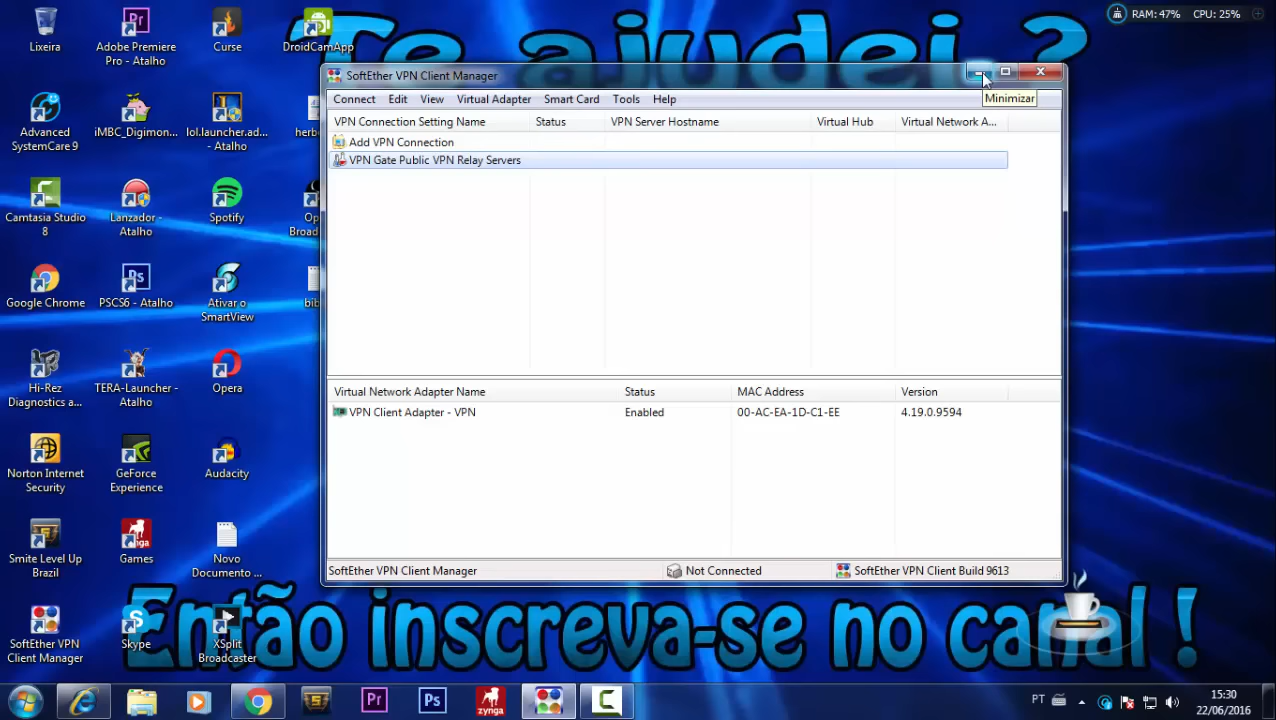 Te ajudei ?
RAM: 47% CPU: 25%
Lixeira
Adobe Premiere
Pro - Atalho
Curse
DroidCamApp
SoftEther VPN Client Manager
Minimizar
Connect Edit View Virtual Adapter Smart Card Tools Help
VPN Connection Setting Name Status VPN Server Hostname Virtual Hub Virtual Network A...
Add VPN Connection
VPN Gate Public VPN Relay Servers
Advanced
SystemCare 9
iMBC_Digimon...
lol.launcher.ad...
- Atalho
herb
Camtasia Studio
8
Lanzador -
Atalho
Spotify
Op
Broad
Google Chrome
PSCS6 - Atalho
Ativar o
SmartView
bib
Virtual Network Adapter Name Status MAC Address Version
VPN Client Adapter - VPN Enabled 00-AC-EA-1D-C1-EE 4.19.0.9594
Hi-Rez
Diagnostics a...
TERA-Launcher -
Atalho
Opera
Norton Internet
Security
GeForce
Experience
Audacity
Smite Level Up
Brazil
Games
Novo
Documento ...
SoftEther VPN Client Manager Not Connected SoftEther VPN Client Build 9613
Então inscreva-se no canal !
SoftEther VPN
Client Manager
Skype
XSplit
Broadcaster
zynga
PT
15:30
22/06/2016